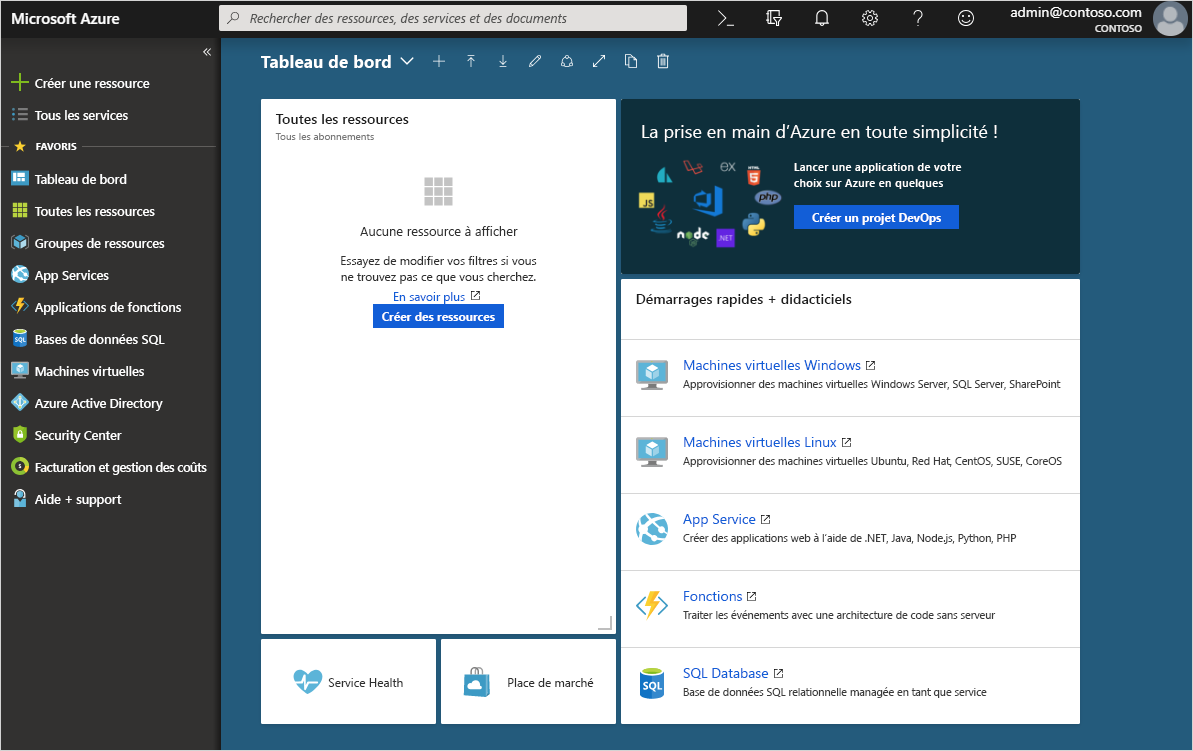 Microsoft Azure
Rechercher des ressources, des services et des documents
admin@contoso.com
CONTOSO
Créer une ressource
Tous les services
FAVORIS
Tableau de bord
Toutes les ressources
Groupes de ressources
App Services
Applications de fonctions
Bases de données SQL
Machines virtuelles
Azure Active Directory
Security Center
Facturation et gestion des coûts
Aide + support
Tableau de bord
Toutes les ressources
Tous les abonnements
Aucune ressource à afficher
Essayez de modifier vos filtres si vous
ne trouvez pas ce que vous cherchez.
En savoir plus
Créer des ressources
Service Health
Place de marché
La prise en main d’Azure en toute simplicité !
EX
HTML
5
JS
php
node
.NET
Lancer une application de votre
choix sur Azure en quelques
Créer un projet DevOps
Démarrages rapides + didacticiels
Machines virtuelles Windows
Approvisionner des machines virtuelles Windows Server, SQL Server, SharePoint
Machines virtuelles Linux
Approvisionner des machines virtuelles Ubuntu, Red Hat, CentOS, SUSE, CoreOS
App Service
Créer des applications web à l’aide de .NET, Java, Node.js, Python, PHP
Fonctions
Traiter les événements avec une architecture de code sans serveur
SQL
SQL Database
Base de données SQL relationnelle managée en tant que service